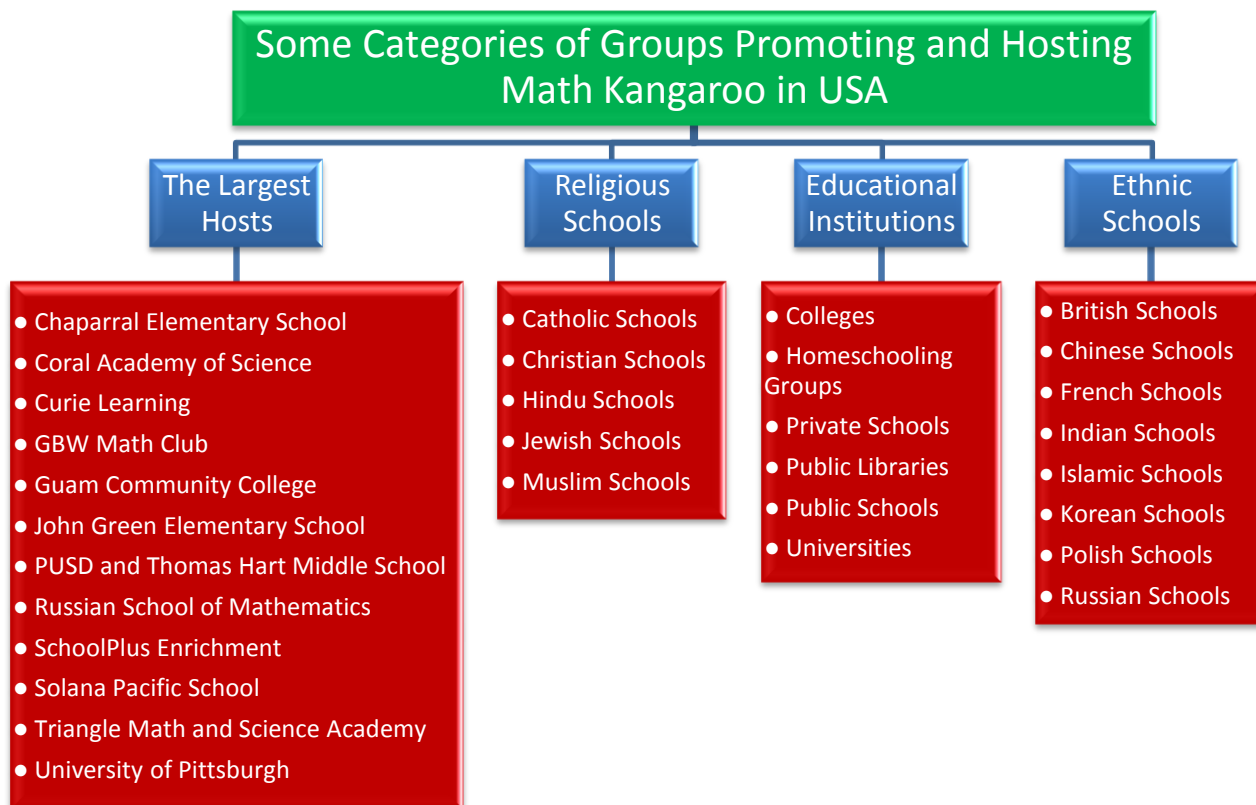 Some Categories of Groups Promoting and Hosting
Math Kangaroo in USA
The Largest
Hosts
● Chaparral Elementary School
● Coral Academy of Science
● Curie Learning
● GBW Math Club
● Guam Community College
● John Green Elementary School
● PUSD and Thomas Hart Middle School
● Russian School of Mathematics
● SchoolPlus Enrichment
● Solana Pacific School
● Triangle Math and Science Academy
● University of Pittsburgh
Religious
Schools
● Catholic Schools
● Christian Schools
● Hindu Schools
● Jewish Schools
● Muslim Schools
Educational
Institutions
● Colleges
● Homeschooling
Groups
● Private Schools
● Public Libraries
● Public Schools
● Universities
Ethnic
Schools
● British Schools
● Chinese Schools
● French Schools
● Indian Schools
● Islamic Schools
● Korean Schools
● Polish Schools
● Russian Schools